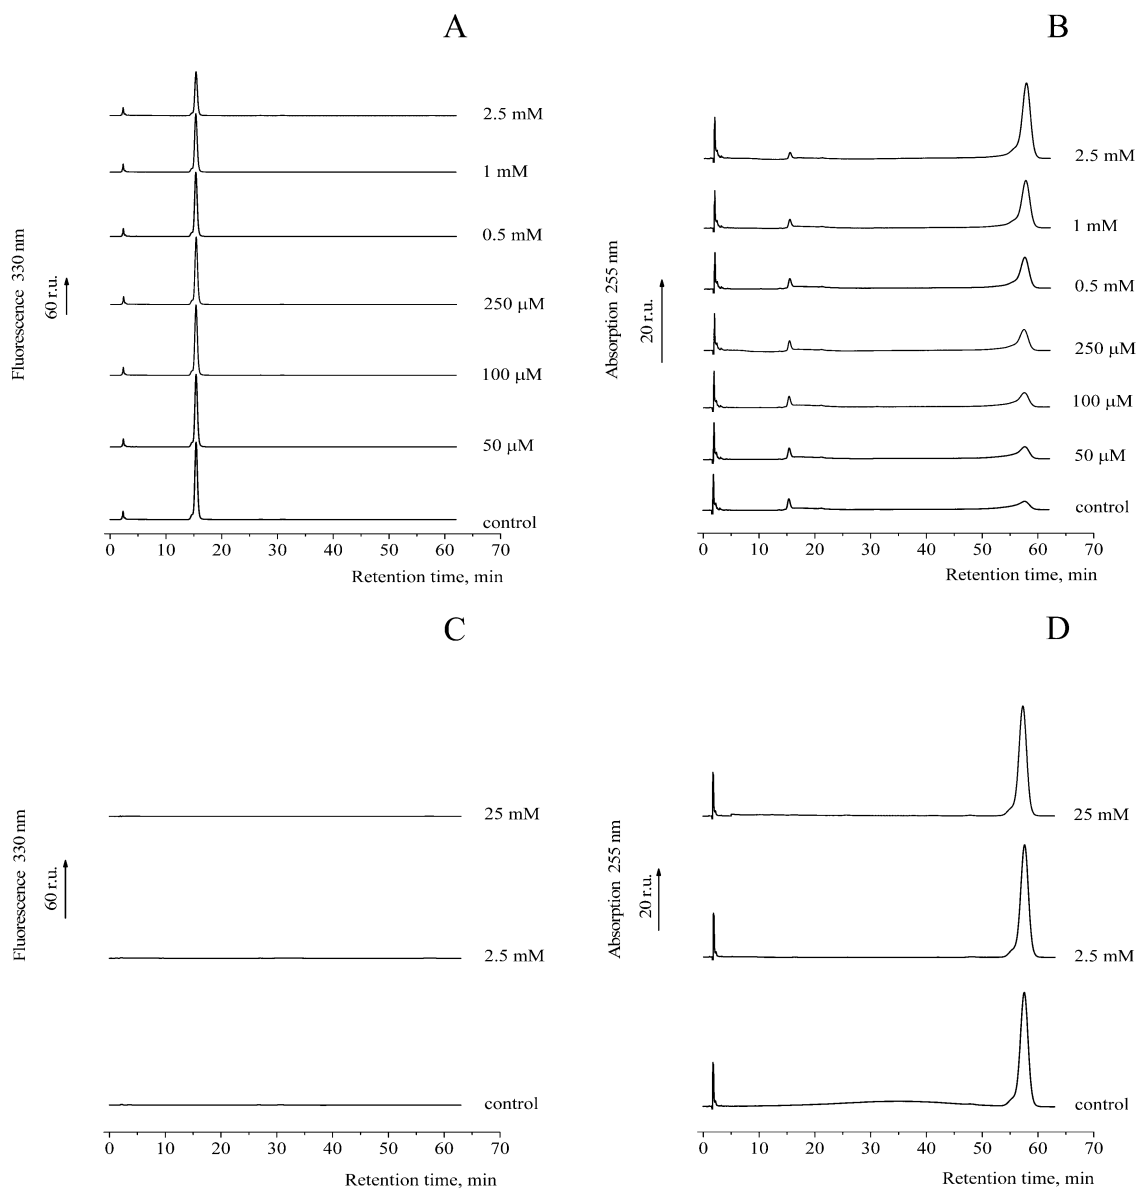 A
2.5 mM
1 mM
0.5 mM
250 µM
100 µM
50 µM
control
Fluorescence 330 nm
60 r.u.
0 10 20 30 40 50 60 70
Retention time, min
B
2.5 mM
1 mM
0.5 mM
250 µM
100 µM
50 µM
control
Absorption 255 nm
20 r.u.
0 10 20 30 40 50 60 70
Retention time, min
C
25 mM
2.5 mM
control
Fluorescence 330 nm
60 r.u.
0 10 20 30 40 50 60 70
Retention time, min
D
25 mM
2.5 mM
control
Absorption 255 nm
20 r.u.
0 10 20 30 40 50 60 70
Retention time, min